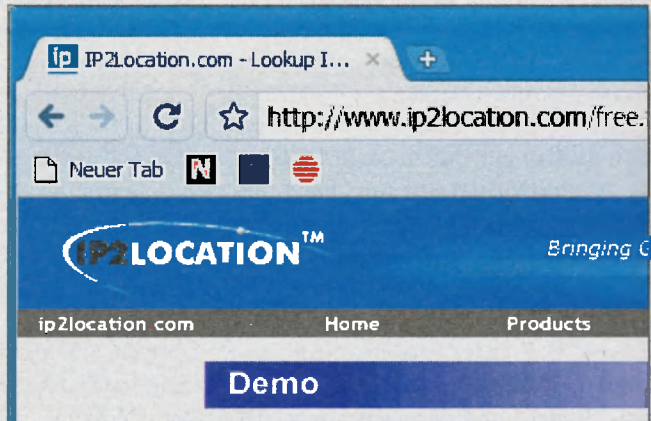 ip IP2Location.com - Lookup I...
http://www.ip2location.com/free.
Neuer Tab N
IP2LOCATION™ Bringing G
ip2location.com Home Products
Demo